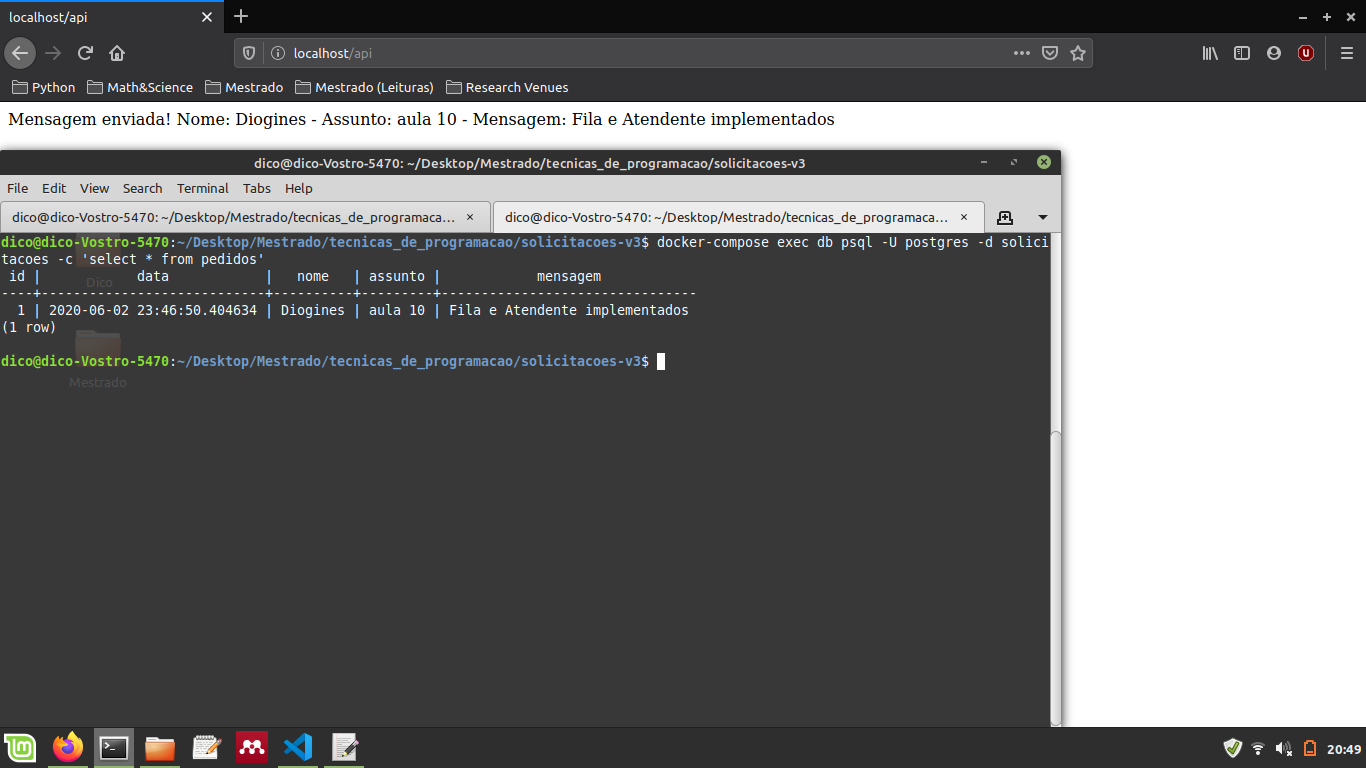 localhost/api
localhost/api
Python Math&Science Mestrado Mestrado (Leituras) Research Venues
Mensagem enviada! Nome: Diogines - Assunto: aula 10 - Mensagem: Fila e Atendente implementados
dico@dico-Vostro-5470: ~/Desktop/Mestrado/tecnicas_de_programacao/solicitacoes-v3
File Edit View Search Terminal Tabs Help
dico@dico-Vostro-5470: ~/Desktop/Mestrado/tecnicas_de_programaca… × dico@dico-Vostro-5470: ~/Desktop/Mestrado/tecnicas_de_programaca… ×
dico@dico-Vostro-5470:~/Desktop/Mestrado/tecnicas_de_programacao/solicitacoes-v3$ docker-compose exec db psql -U postgres -d solici
tacoes -c 'select * from pedidos'
Dico
 id |            data            |   nome   | assunto |            mensagem
----+----------------------------+----------+---------+--------------------------------
  1 | 2020-06-02 23:46:50.404634 | Diogines | aula 10 | Fila e Atendente implementados
(1 row)
dico@dico-Vostro-5470:~/Desktop/Mestrado/tecnicas_de_programacao/solicitacoes-v3$
Mestrado
20:49